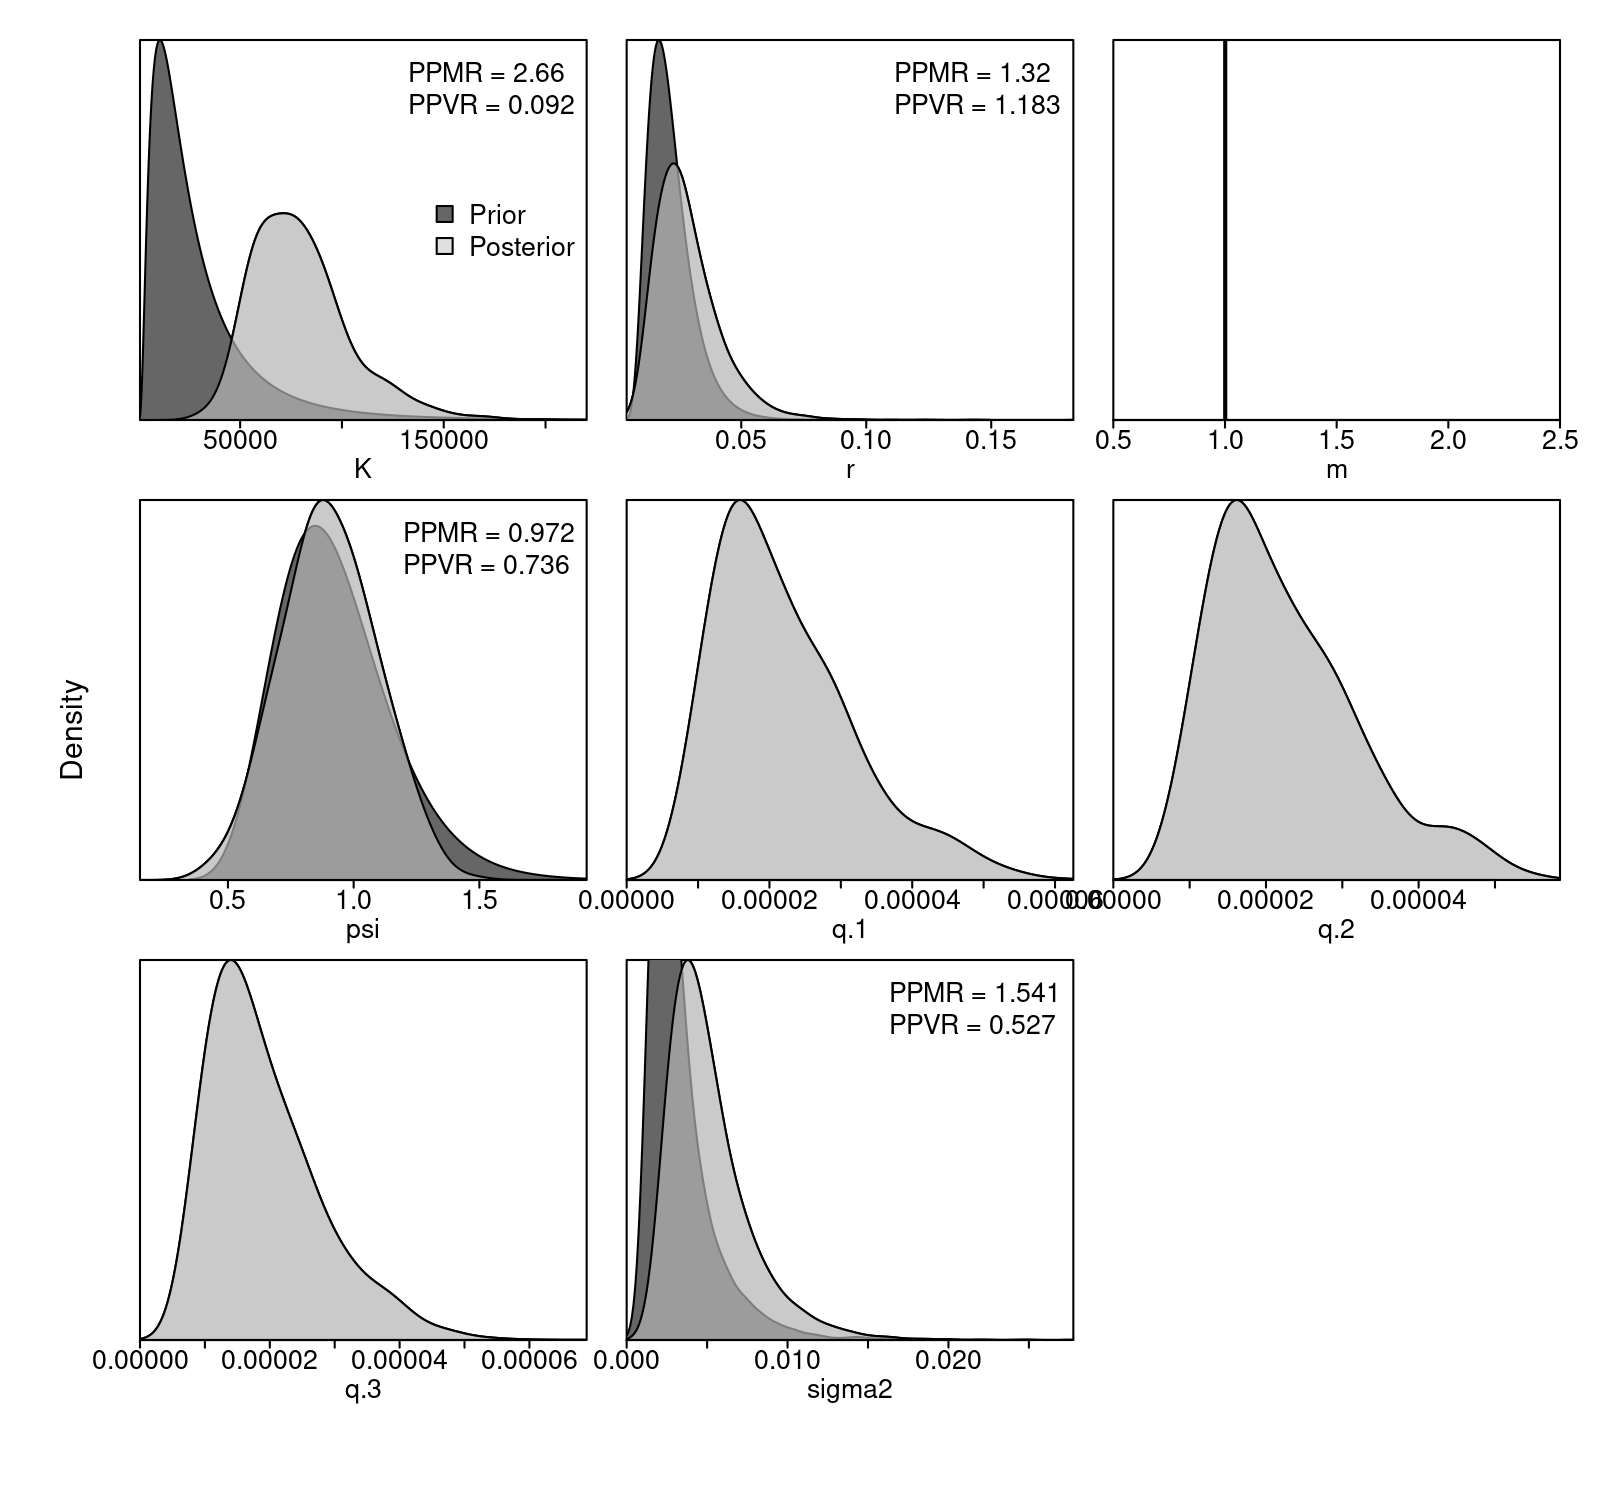 PPMR = 2.66
PPVR = 0.092
Prior
Posterior
50000 150000
K
PPMR = 1.32
PPVR = 1.183
0.05 0.10 0.15
r
0.5 1.0 1.5 2.0 2.5
m
Density
PPMR = 0.972
PPVR = 0.736
0.5 1.0 1.5
psi
0.00000 0.00002 0.00004 0.00006
q.1
0.00000 0.00002 0.00004
q.2
0.00000 0.00002 0.00004 0.00006
q.3
PPMR = 1.541
PPVR = 0.527
0.000 0.010 0.020
sigma2